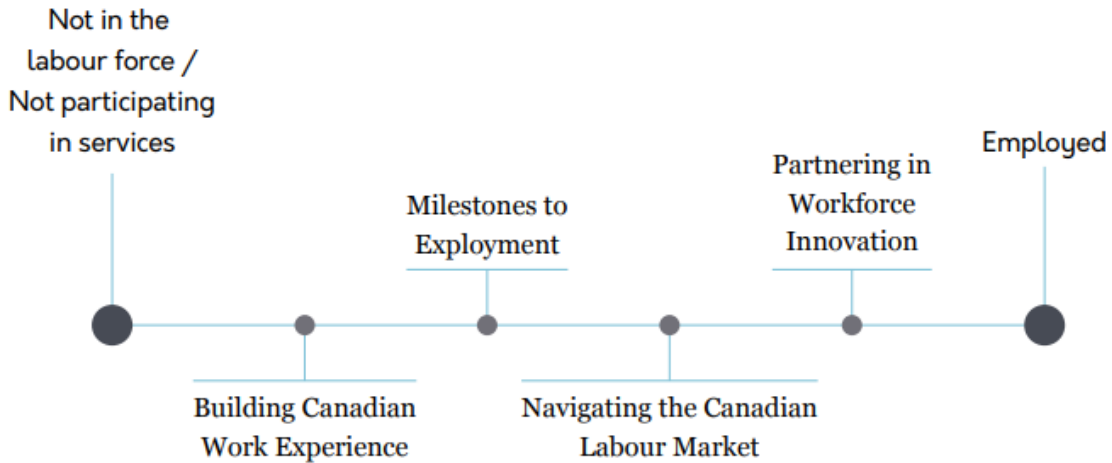 Not in the
labour force /
Not participating
in services
Building Canadian
Work Experience
Milestones to
Exployment
Navigating the Canadian
Labour Market
Partnering in
Workforce
Innovation
Employed